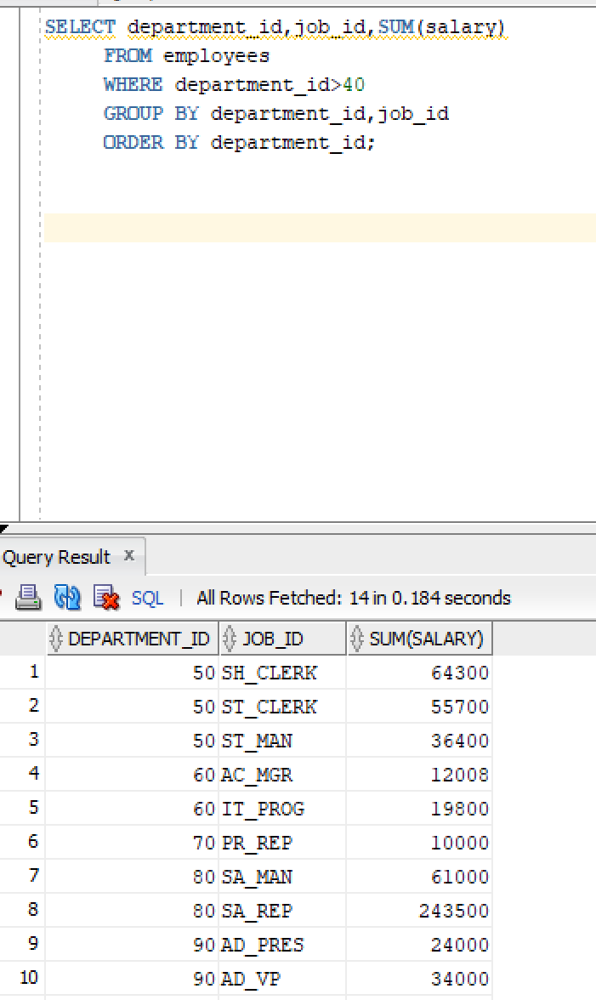 SELECT department_id,job_id,SUM(salary)
FROM employees
WHERE department_id>40
GROUP BY department_id,job_id
ORDER BY department_id;
Query Result x
SQL | All Rows Fetched: 14 in 0.184 seconds
DEPARTMENT_ID JOB_ID SUM(SALARY)
1 50 SH_CLERK 64300
2 50 ST_CLERK 55700
3 50 ST_MAN 36400
4 60 AC_MGR 12008
5 60 IT_PROG 19800
6 70 PR_REP 10000
7 80 SA_MAN 61000
8 80 SA_REP 243500
9 90 AD_PRES 24000
10 90 AD_VP 34000